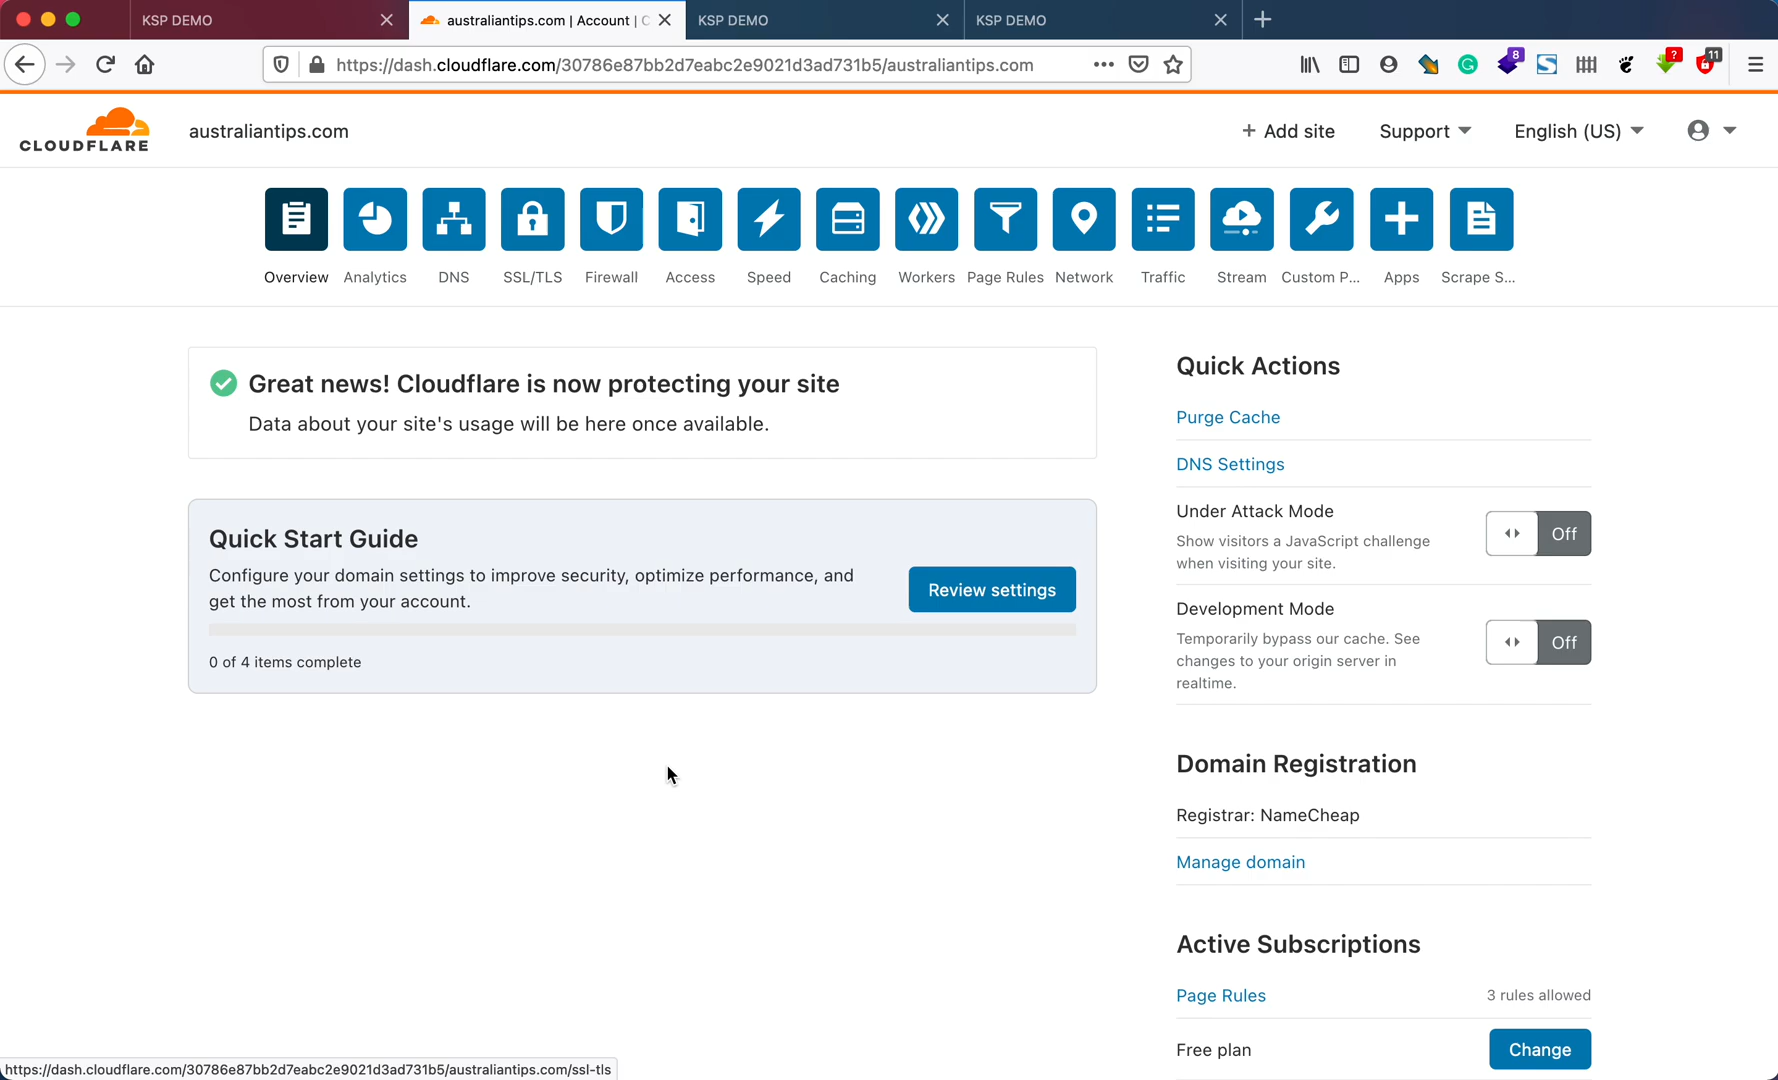 KSP DEMO
australiantips.com | Account | C
KSP DEMO
KSP DEMO
https://dash.cloudflare.com/30786e87bb2d7eabc2e9021d3ad731b5/australiantips.com
8
?
11
CLOUDFLARE
australiantips.com
+ Add site
Support
English (US)
Overview
Analytics
DNS
SSL/TLS
Firewall
Access
Speed
Caching
Workers
Page Rules
Network
Traffic
Stream
Custom P...
Apps
Scrape S...
Great news! Cloudflare is now protecting your site
Data about your site's usage will be here once available.
Quick Start Guide
Configure your domain settings to improve security, optimize performance, and
get the most from your account.
Review settings
0 of 4 items complete
Quick Actions
Purge Cache
DNS Settings
Under Attack Mode
Show visitors a JavaScript challenge
when visiting your site.
Off
Development Mode
Temporarily bypass our cache. See
changes to your origin server in
realtime.
Off
Domain Registration
Registrar: NameCheap
Manage domain
Active Subscriptions
Page Rules
3 rules allowed
Free plan
Change
https://dash.cloudflare.com/30786e87bb2d7eabc2e9021d3ad731b5/australiantips.com/ssl-tls